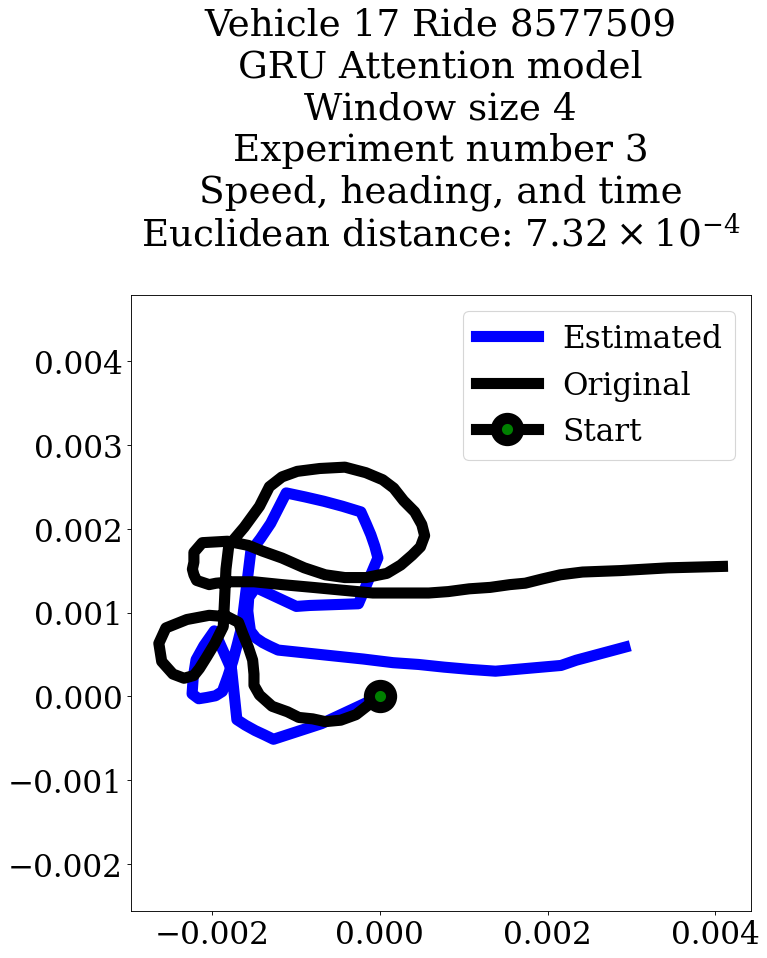 Vehicle 17 Ride 8577509
GRU Attention model
Window size 4
Experiment number 3
Speed, heading, and time
Euclidean distance: 7.32 × 10⁻⁴
Estimated
Original
Start
0.004
0.003
0.002
0.001
0.000
−0.001
−0.002
−0.002 0.000 0.002 0.004